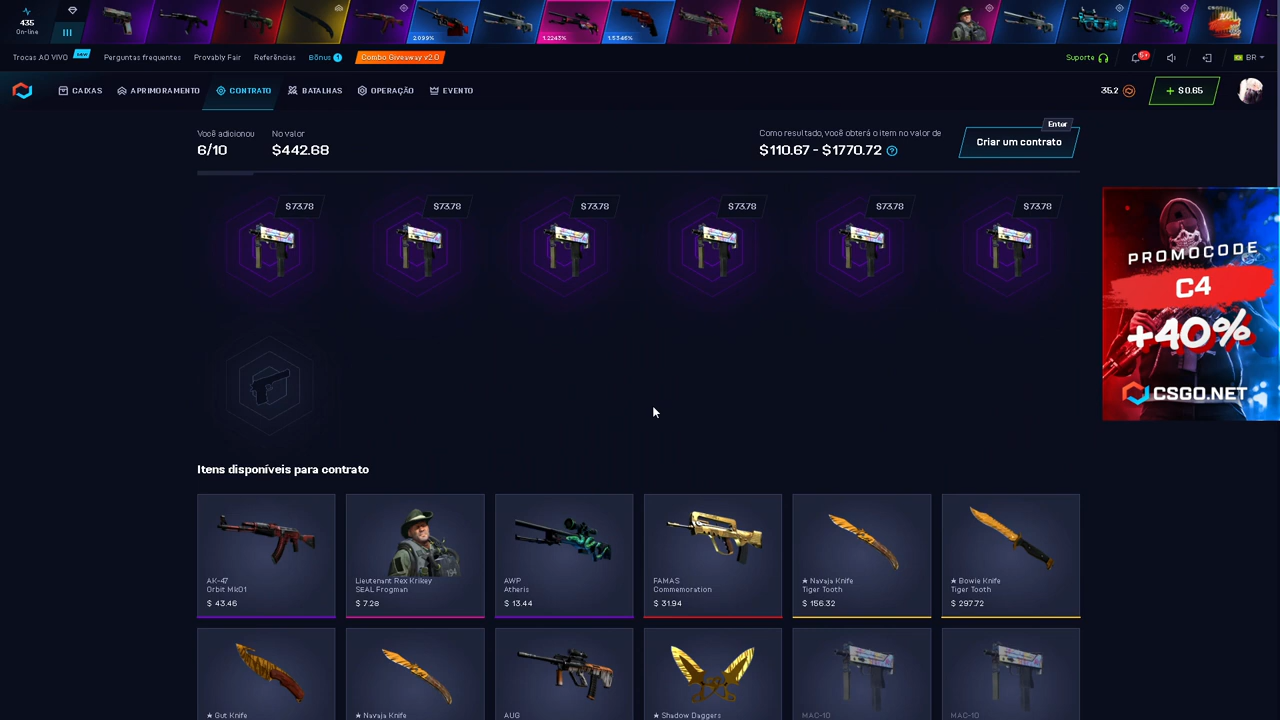 435
On-line
2.099%
1.2243%
1.5346%
Trocas AO VIVO
NEW
Perguntas frequentes
Provably Fair
Referências
Bônus
1
Combo Giveaway v2.0
Suporte
5+
BR
CAIXAS
APRIMORAMENTO
CONTRATO
BATALHAS
OPERAÇÃO
EVENTO
35.2
+ $ 0.65
Você adicionou
6/10
No valor
$442.68
Como resultado, você obterá o item no valor de
$110.67 - $1770.72
?
Enter
Criar um contrato
$73.78
$73.78
$73.78
$73.78
$73.78
$73.78
PROMOCODE
C4
+40%
CSGO.NET
Itens disponíveis para contrato
AK-47
Orbit Mk01
$ 43.46
Lieutenant Rex Krikey
SEAL Frogman
$ 7.28
AWP
Atheris
$ 13.44
FAMAS
Commemoration
$ 31.94
★ Navaja Knife
Tiger Tooth
$ 156.32
★ Bowie Knife
Tiger Tooth
$ 297.72
★ Gut Knife
★ Navaja Knife
AUG
★ Shadow Daggers
MAC-10
MAC-10